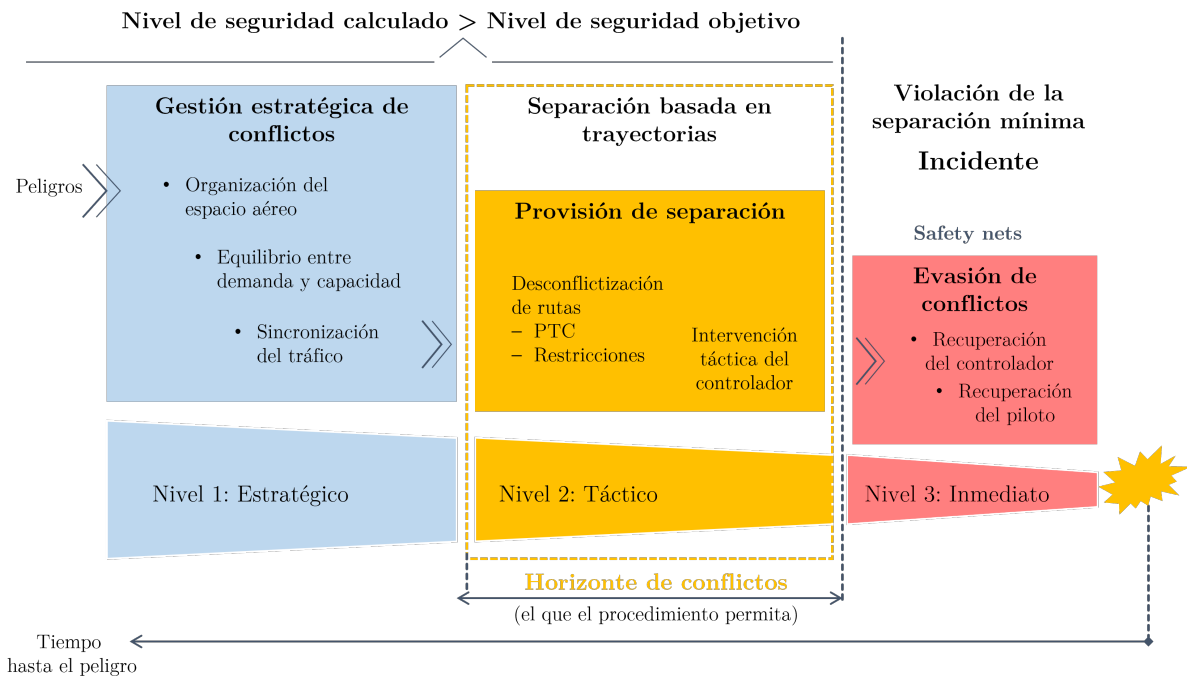 Nivel de seguridad calculado > Nivel de seguridad objetivo
Gestión estratégica de
conflictos
Peligros
• Organización del
espacio aéreo
• Equilibrio entre
demanda y capacidad
• Sincronización
del tráfico
Separación basada en
trayectorias
Provisión de separación
Desconflictización
de rutas
– PTC
– Restricciones
Intervención
táctica del
controlador
Violación de la
separación mínima
Incidente
Safety nets
Evasión de
conflictos
• Recuperación
del controlador
• Recuperación
del piloto
Nivel 1: Estratégico
Nivel 2: Táctico
Nivel 3: Inmediato
Horizonte de conflictos
(el que el procedimiento permita)
Tiempo
hasta el peligro